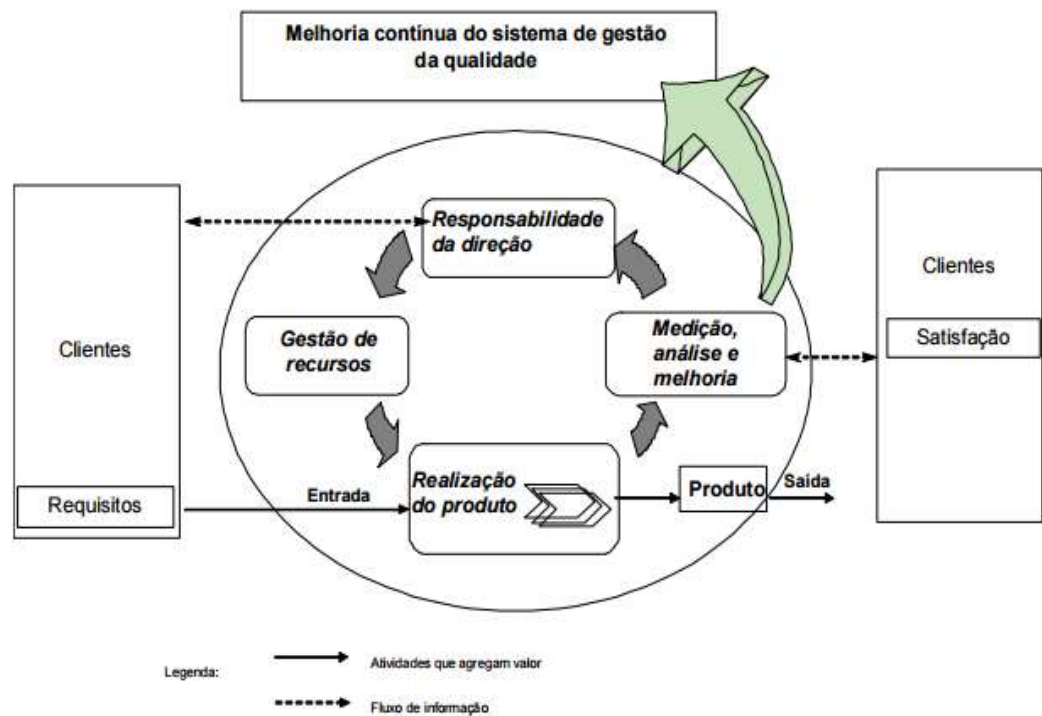 Melhoria contínua do sistema de gestão
da qualidade
Responsabilidade
da direção
Clientes
Clientes
Satisfação
Gestão de
recursos
Medição,
análise e
melhoria
Requisitos
Entrada
Realização
do produto
Produto
Saída
Legenda:
Atividades que agregam valor
Fluxo de informação